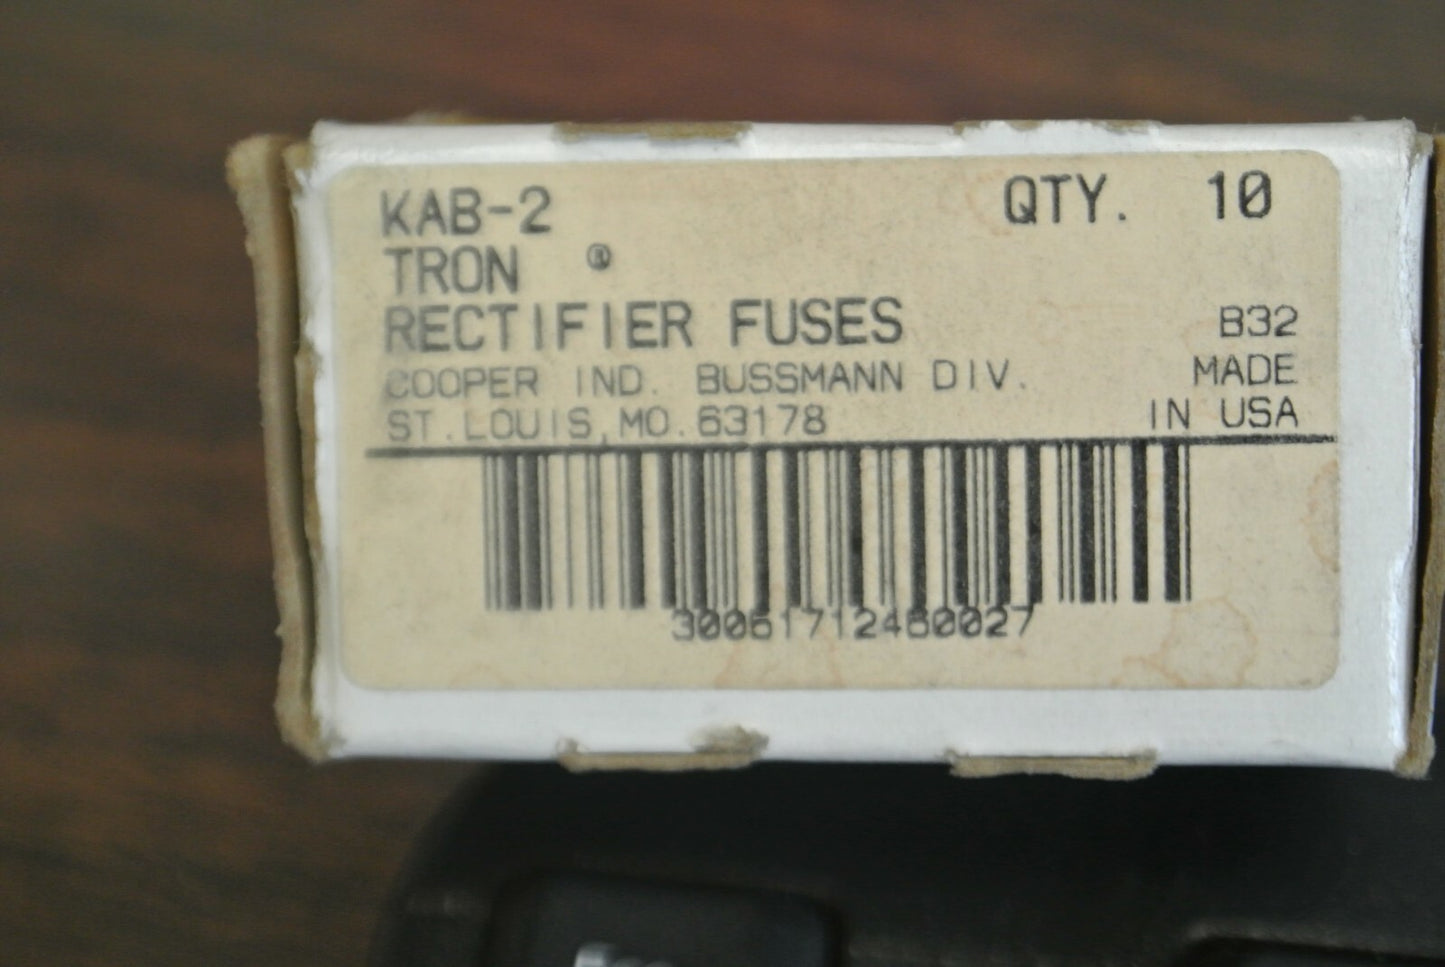 KAB-2 QTY. 10
TRON ®
RECTIFIER FUSES B32
COOPER IND. BUSSMANN DIV. MADE
ST.LOUIS,MO.63178 IN USA
30051712460027